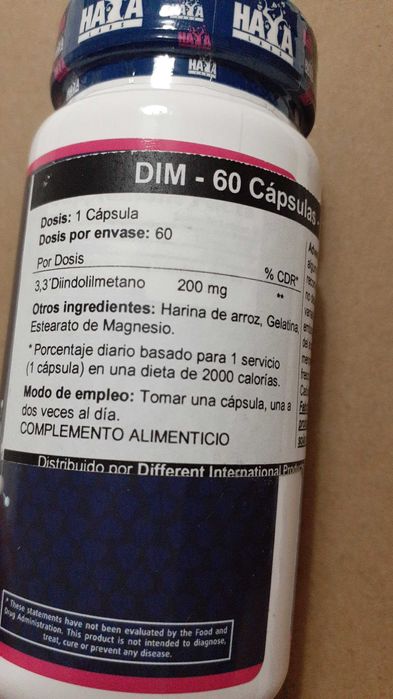 HAYA
LABS
HAYA
LABS
HAYA
LABS
DIM - 60 Cápsulas
Dosis: 1 Cápsula
Dosis por envase: 60
Por Dosis
% CDR*
3,3´Diindolilmetano 200 mg **
Otros ingredientes: Harina de arroz, Gelatina,
Estearato de Magnesio.
*Porcentaje diario basado para 1 servicio
(1 cápsula) en una dieta de 2000 calorías.
Modo de empleo: Tomar una cápsula, una a
dos veces al día.
COMPLEMENTO ALIMENTICIO
Distribuido por Different International
* These statements have not been evaluated by the Food and
Drug Administration. This product is not intended to diagnose,
treat, cure or prevent any disease.